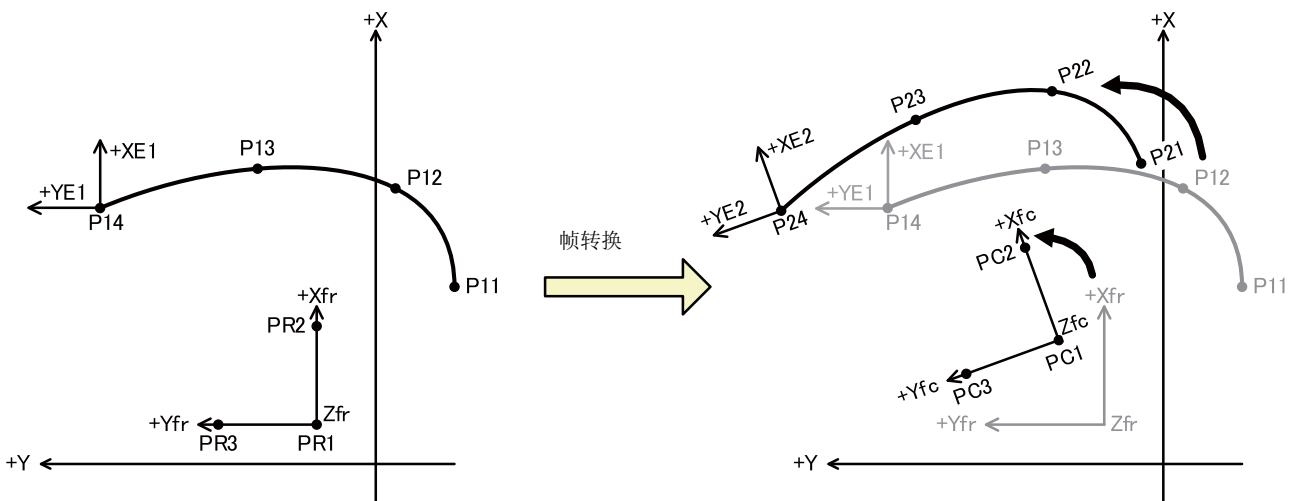 +X
+XE1
P13
+YE1
P12
P14
P11
+Xfr
PR2
+Yfr
Zfr
PR3
PR1
+Y
帧转换
+X
P22
P23
+XE2
P13
P21
+XE1
P12
+YE1
+YE2
P24
P14
+Xfc
PC2
P11
+Xfr
Zfc
PC1
+Yfc
PC3
+Yfr
Zfr
+Y